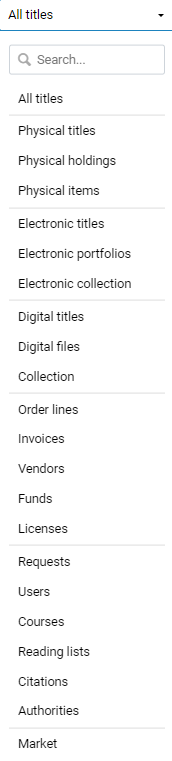 All titles
Search...
All titles
Physical titles
Physical holdings
Physical items
Electronic titles
Electronic portfolios
Electronic collection
Digital titles
Digital files
Collection
Order lines
Invoices
Vendors
Funds
Licenses
Requests
Users
Courses
Reading lists
Citations
Authorities
Market